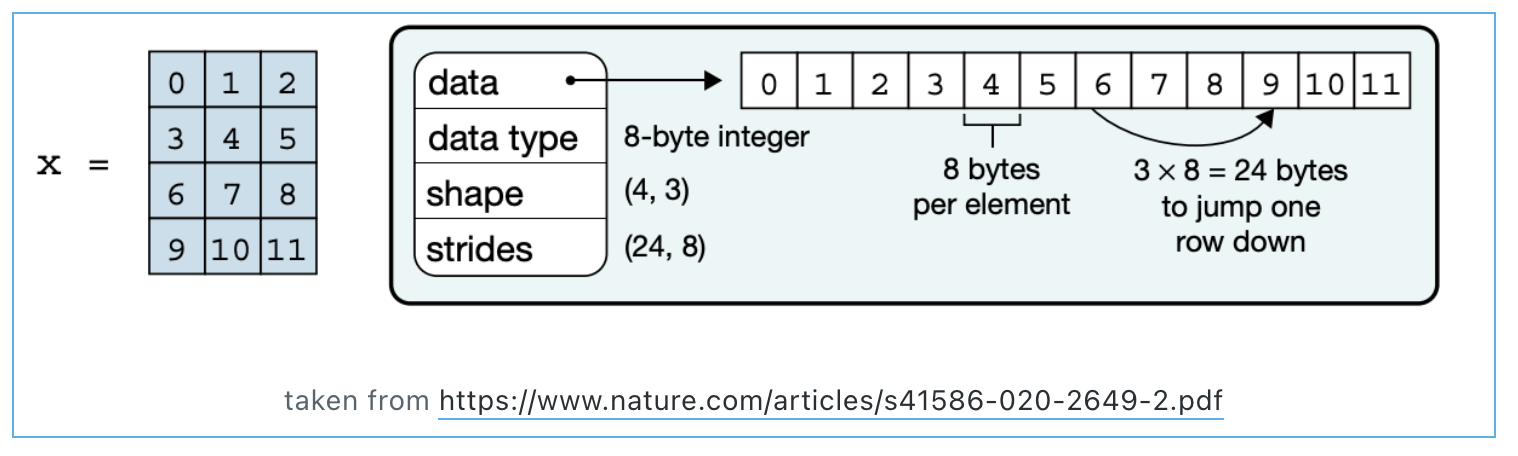 x =
0 1 2
3 4 5
6 7 8
9 10 11
data
data type 8-byte integer
shape (4, 3)
strides (24, 8)
0 1 2 3 4 5 6 7 8 9 10 11
8 bytes
per element
3 × 8 = 24 bytes
to jump one
row down
taken from https://www.nature.com/articles/s41586-020-2649-2.pdf